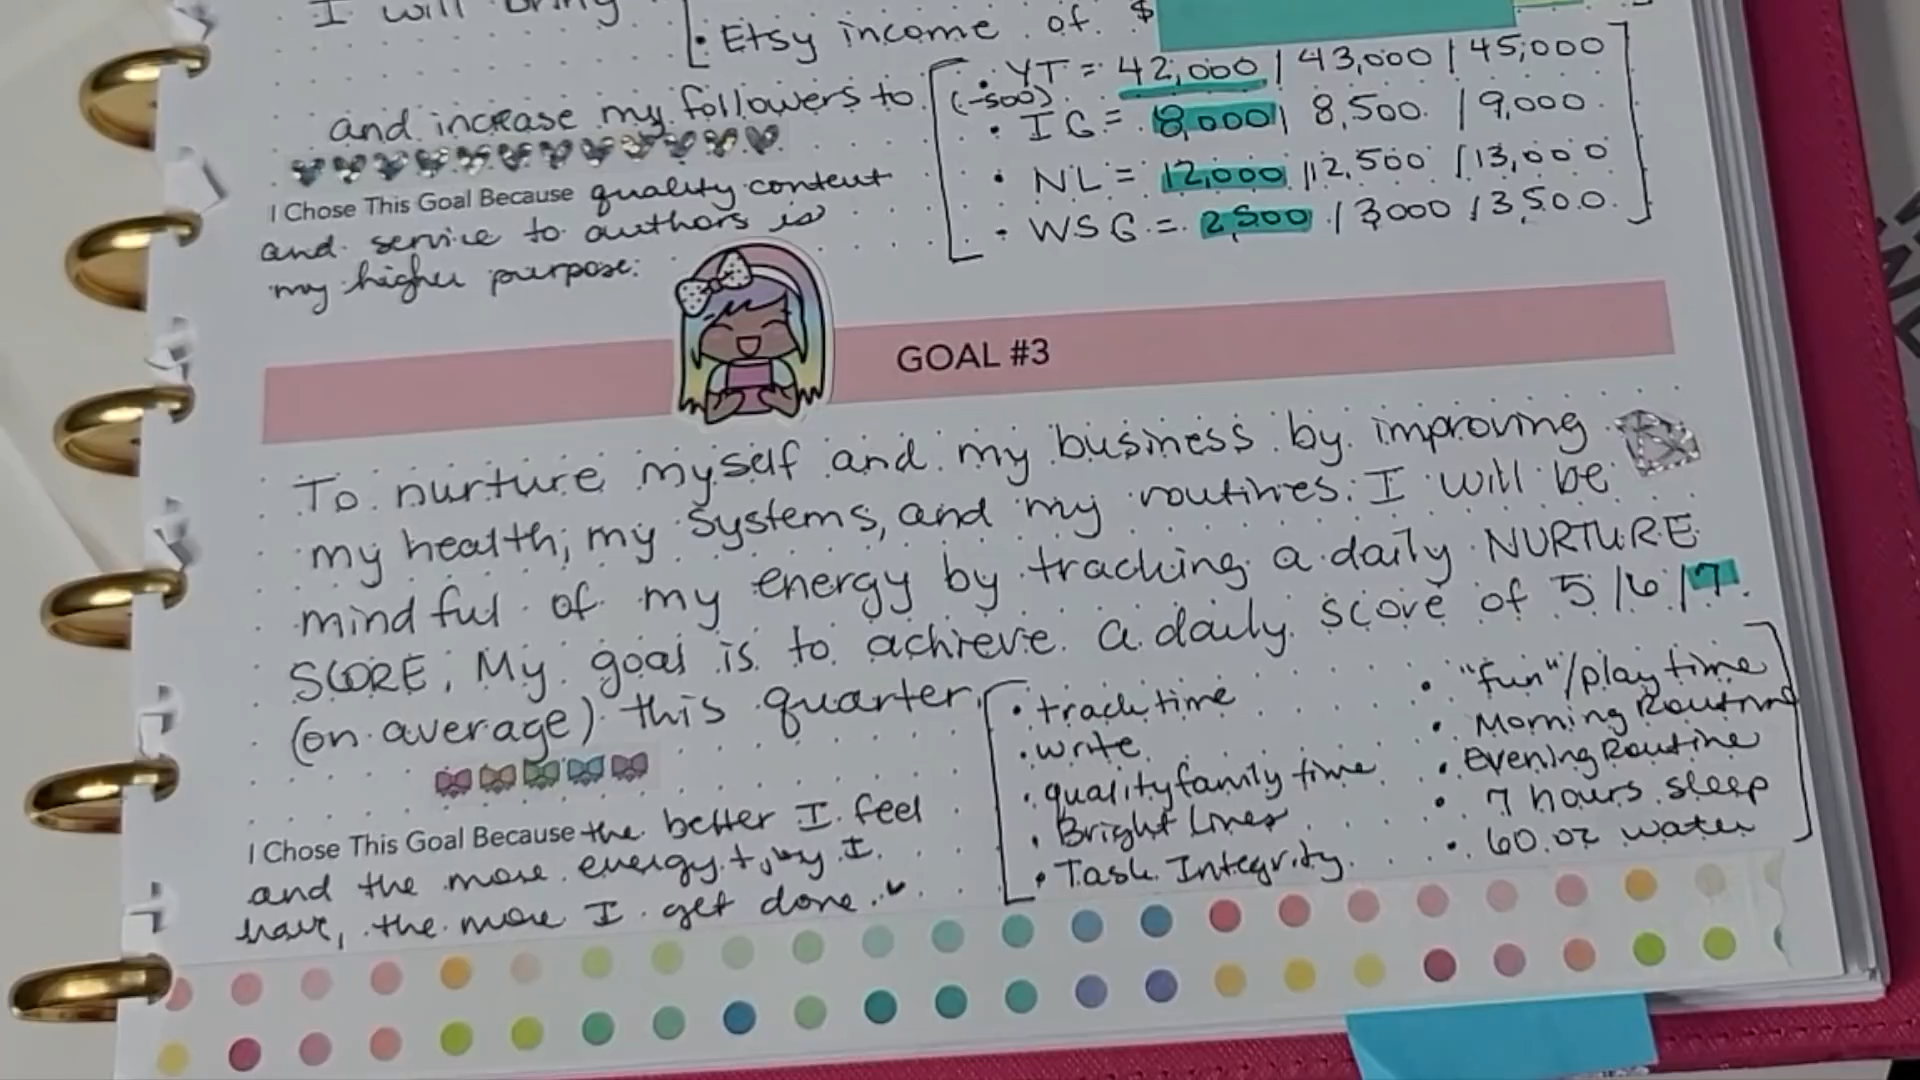 I will bring
• Etsy income of $
and increase my followers to
• YT = 42,000 / 43,000 / 45,000
(-500)
• IG = 8,000 / 8,500 / 9,000
• NL = 12,000 / 12,500 / 13,000
• WSG = 2,500 / 3000 / 3,500
I Chose This Goal Because quality content
and service to authors is
my higher purpose.
GOAL #3
To nurture myself and my business by improving
my health, my systems, and my routines. I will be
mindful of my energy by tracking a daily NURTURE
SCORE. My goal is to achieve a daily score of 5/6/7
(on average) this quarter.
• track time
• write
• quality family time
• Bright Lines
• Task Integrity
• "fun"/play time
• Morning Routine
• Evening Routine
• 7 hours sleep
• 60 oz water
I Chose This Goal Because the better I feel
and the more energy + joy I
have, the more I get done.